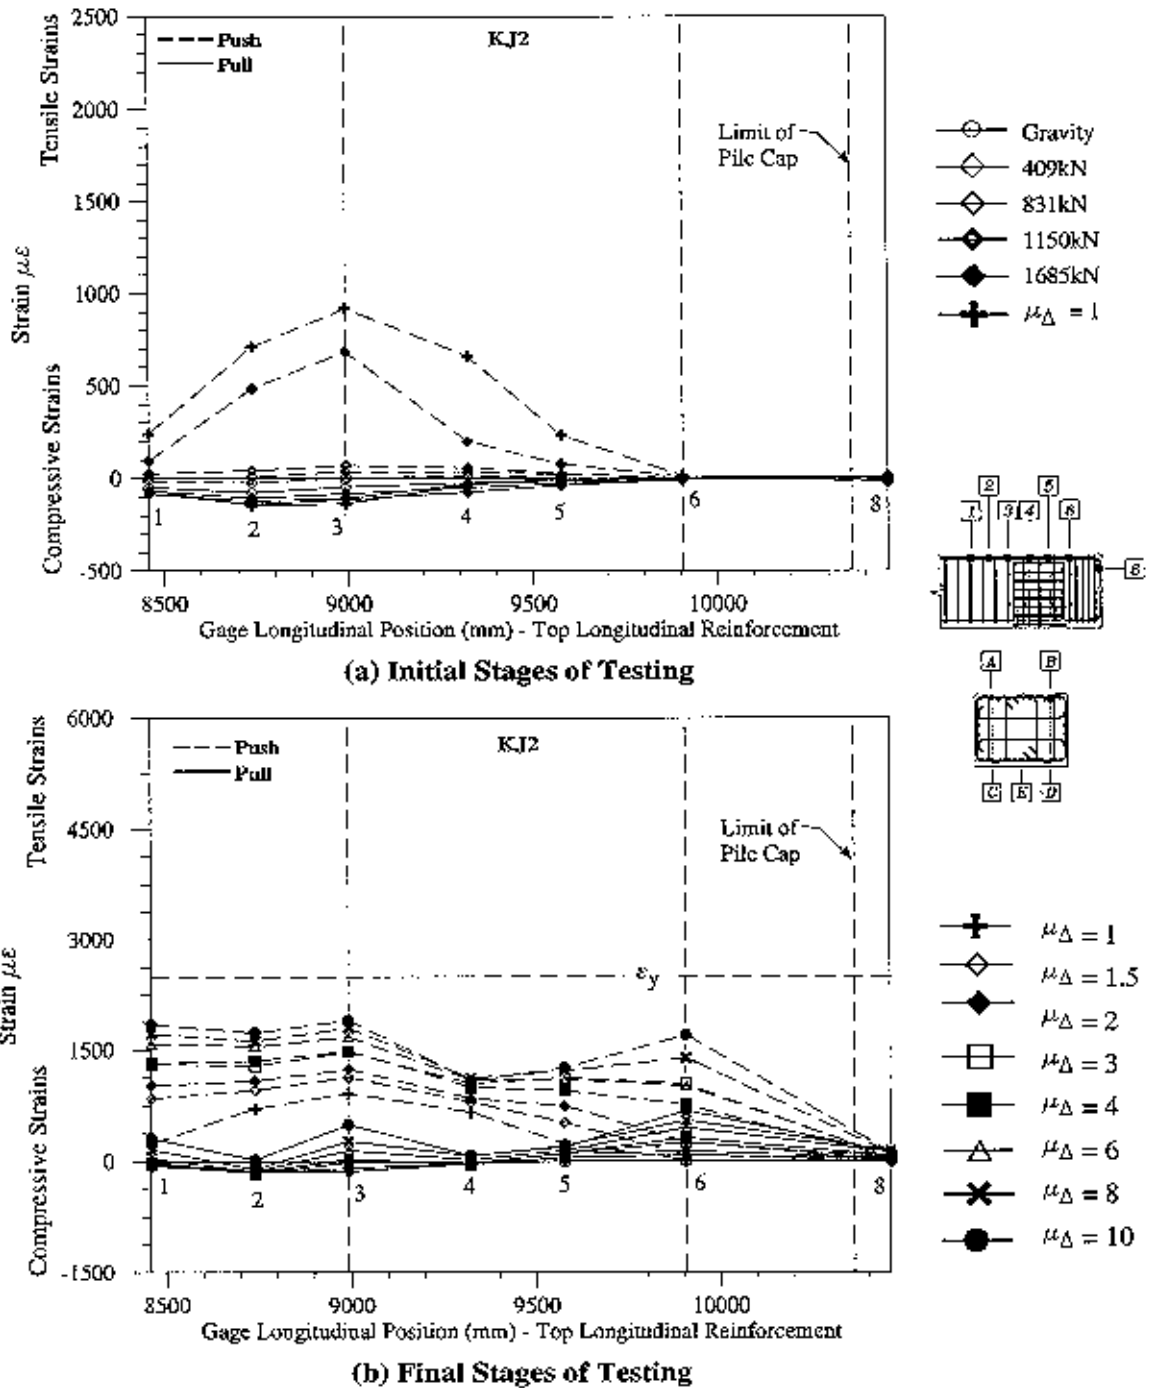 2500
Push
Pull
KJ2
Tensile Strains
2000
Limit of
Pile Cap
1500
Strain με
1000
500
Compressive Strains
0
-500
1
2
3
4
5
6
8
8500
9000
9500
10000
Gage Longitudinal Position (mm) - Top Longitudinal Reinforcement
(a) Initial Stages of Testing
Gravity
409kN
831kN
1150kN
1685kN
μΔ = 1
2
5
1
3
4
6
8
A
B
C
E
D
6000
Push
Pull
KJ2
Tensile Strains
4500
Limit of
Pile Cap
3000
εy
Strain με
1500
Compressive Strains
0
-1500
1
2
3
4
5
6
8
8500
9000
9500
10000
Gage Longitudinal Position (mm) - Top Longitudinal Reinforcement
(b) Final Stages of Testing
μΔ = 1
μΔ = 1.5
μΔ = 2
μΔ = 3
μΔ = 4
μΔ = 6
μΔ = 8
μΔ = 10